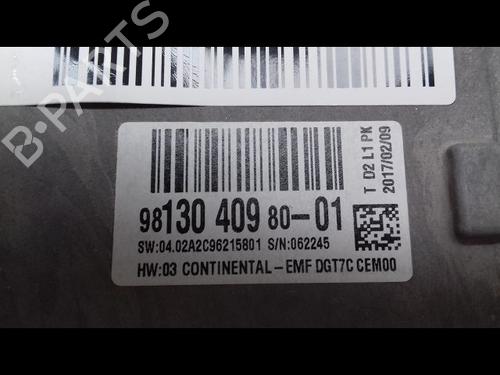 B-PARTS
98130 409 80-01
SW:04.02A2C96215801 S/N:062245
HW:03 CONTINENTAL-EMF DGT7C CEM00
T D2 L1 PK
2017/02/09